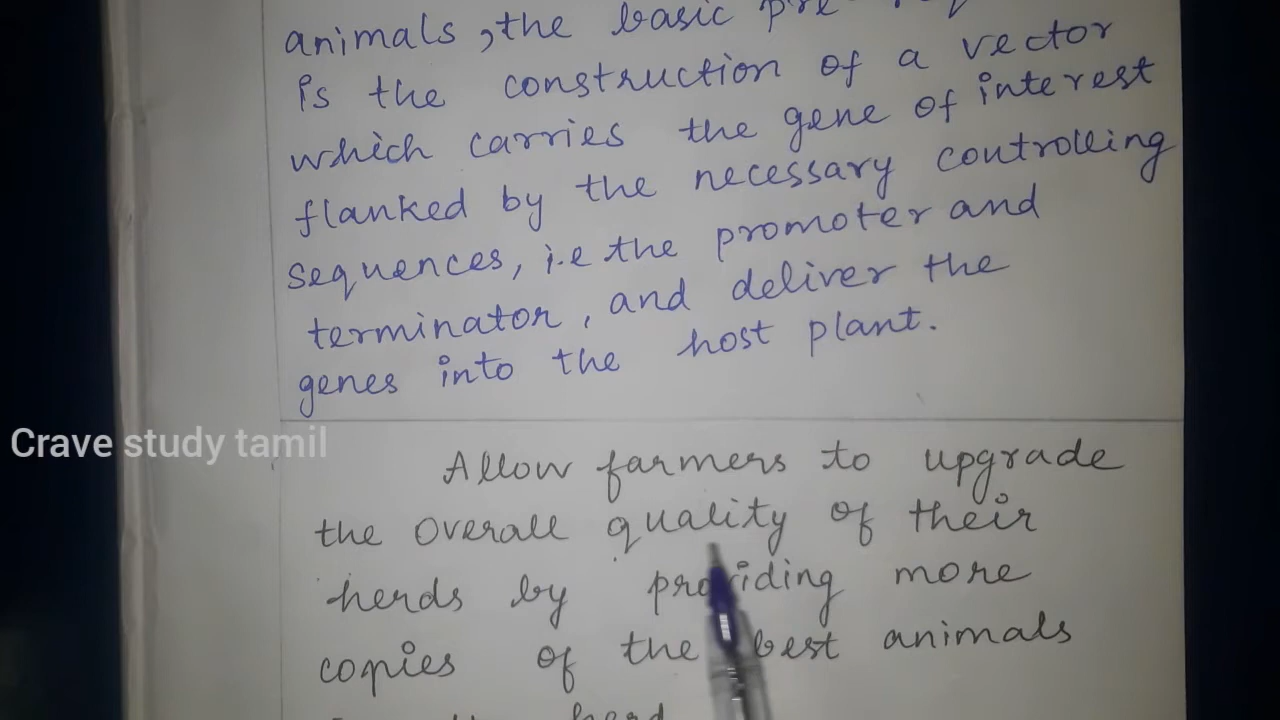 animals, the basic
is the construction of a vector
which carries the gene of interest
flanked by the necessary controlling
sequences, i.e the promoter and
terminator, and deliver the
genes into the host plant.
Crave study tamil
Allow farmers to upgrade
the overall quality of their
herds by providing more
copies of the best animals
herd